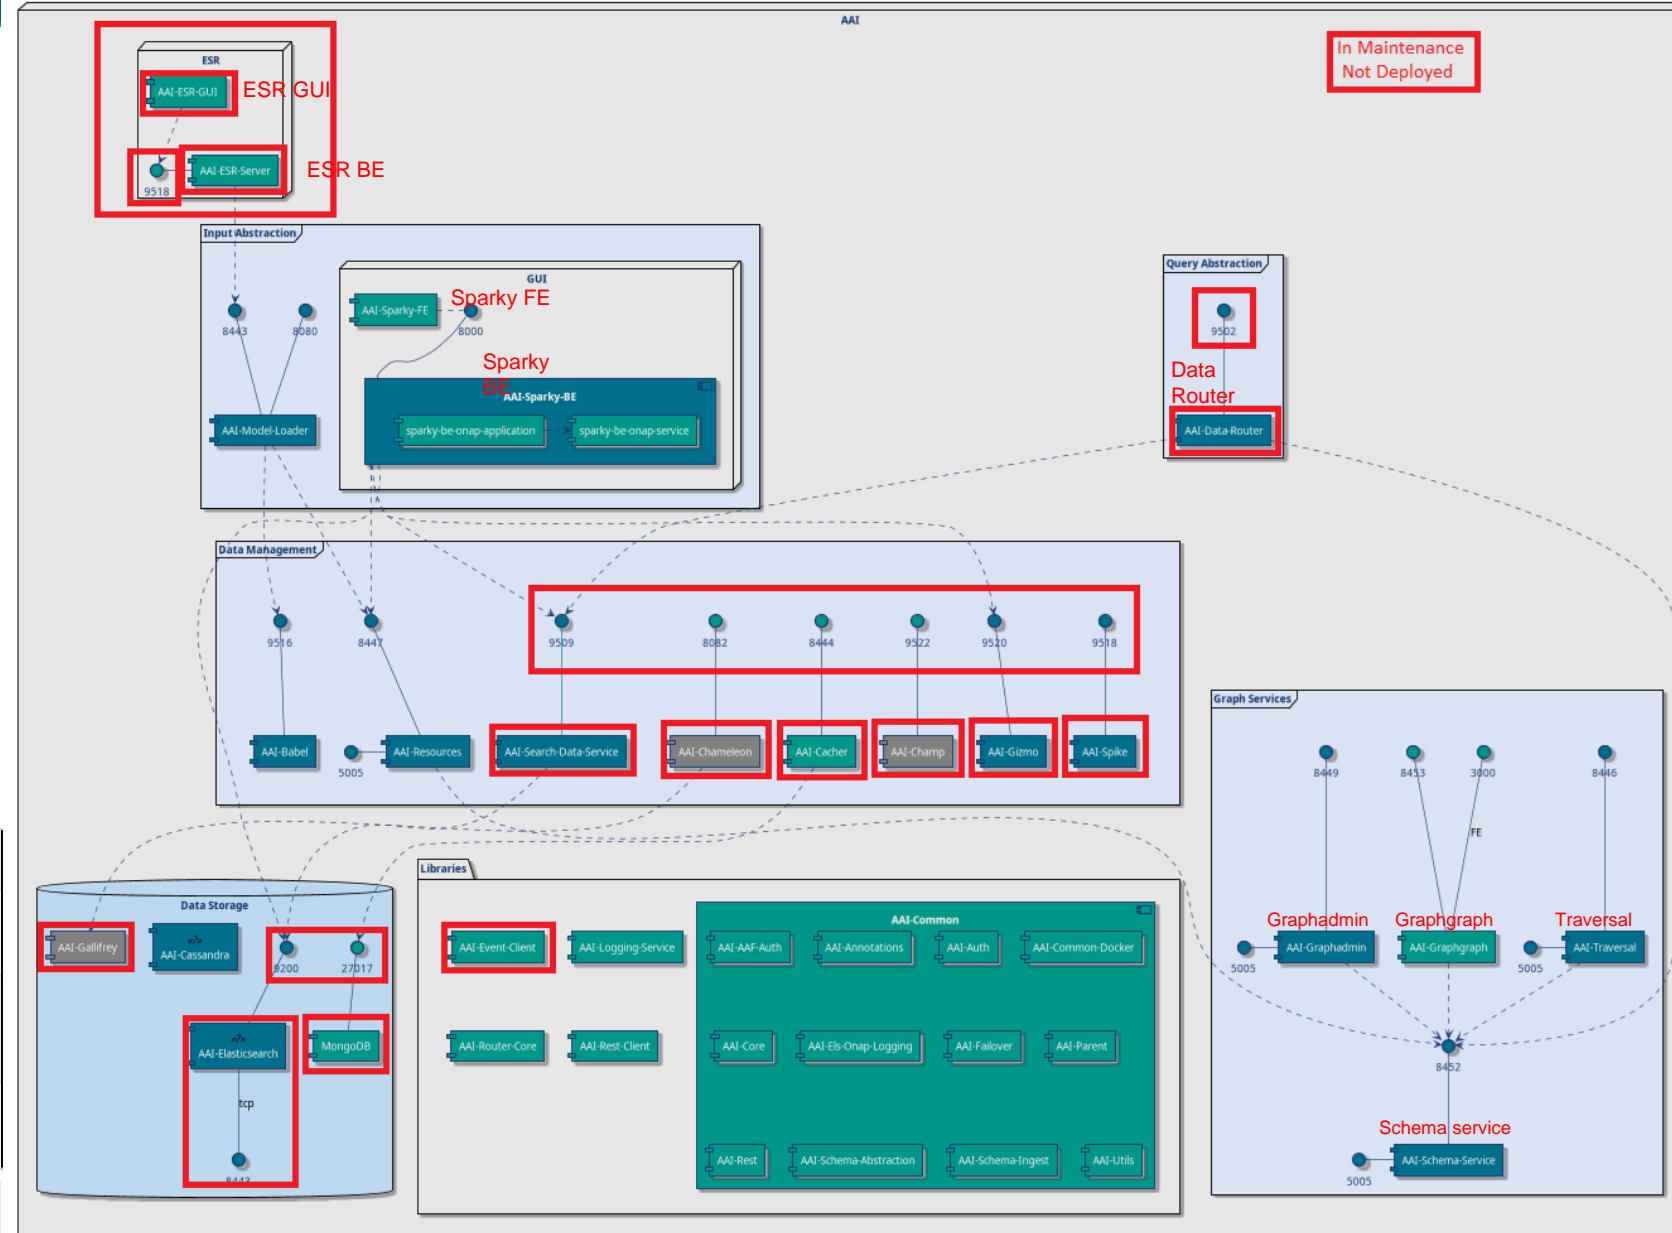 AAI
In Maintenance
Not Deployed
ESR
AAI-ESR-GUI
ESR GUI
AAI-ESR-Server
ESR BE
9518
Input Abstraction
GUI
AAI-Sparky-FE
Sparky FE
8443
8080
8000
Sparky
BE
AAI-Sparky-BE
AAI-Model-Loader
sparky-be-onap-application
sparky-be-onap-service
Query Abstraction
9502
Data
Router
AAI-Data-Router
Data Management
9516
8447
9509
8082
8444
9522
9520
9518
AAI-Babel
5005
AAI-Resources
AAI-Search-Data-Service
AAI-Chameleon
AAI-Cacher
AAI-Champ
AAI-Gizmo
AAI-Spike
Graph Services
8449
8453
3000
8446
FE
Graphadmin
Graphgraph
Traversal
5005
AAI-Graphadmin
AAI-Graphgraph
5005
AAI-Traversal
8452
Schema service
5005
AAI-Schema-Service
Data Storage
AAI-Gallifrey
«?»
AAI-Cassandra
9200
27017
«?»
AAI-Elasticsearch
MongoDB
tcp
8443
Libraries
AAI-Event-Client
AAI-Logging-Service
AAI-Router-Core
AAI-Rest-Client
AAI-Common
AAI-AAF-Auth
AAI-Annotations
AAI-Auth
AAI-Common-Docker
AAI-Core
AAI-Els-Onap-Logging
AAI-Failover
AAI-Parent
AAI-Rest
AAI-Schema-Abstraction
AAI-Schema-Ingest
AAI-Utils